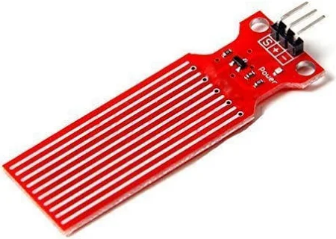 S + -
Power